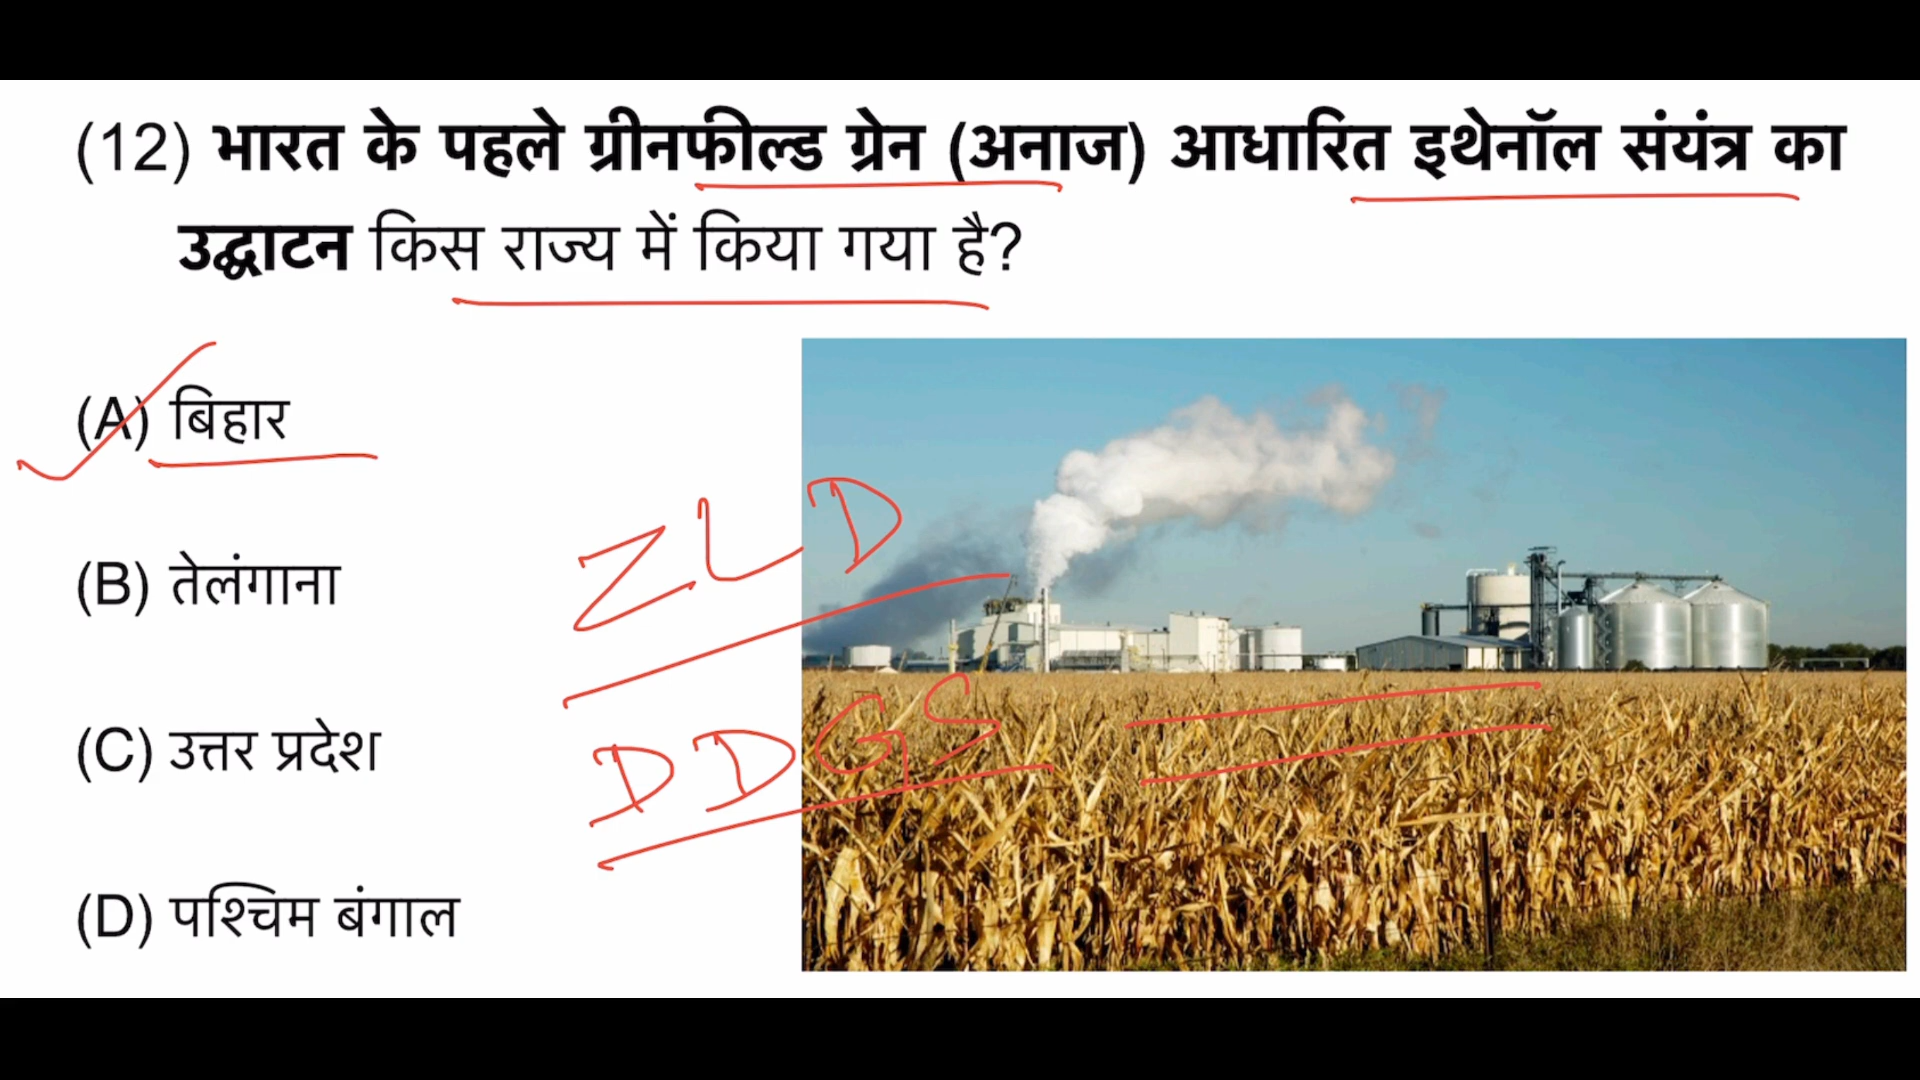 (12) भारत के पहले ग्रीनफील्ड ग्रेन (अनाज) आधारित इथेनॉल संयंत्र का
उद्घाटन किस राज्य में किया गया है?
(A) बिहार
(B) तेलंगाना
(C) उत्तर प्रदेश
(D) पश्चिम बंगाल
ZLD
DDGS